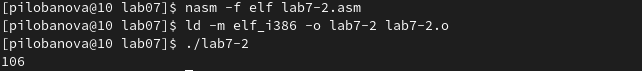 [pilobanova@10 lab07]$ nasm -f elf lab7-2.asm
[pilobanova@10 lab07]$ ld -m elf_i386 -o lab7-2 lab7-2.o
[pilobanova@10 lab07]$ ./lab7-2
106